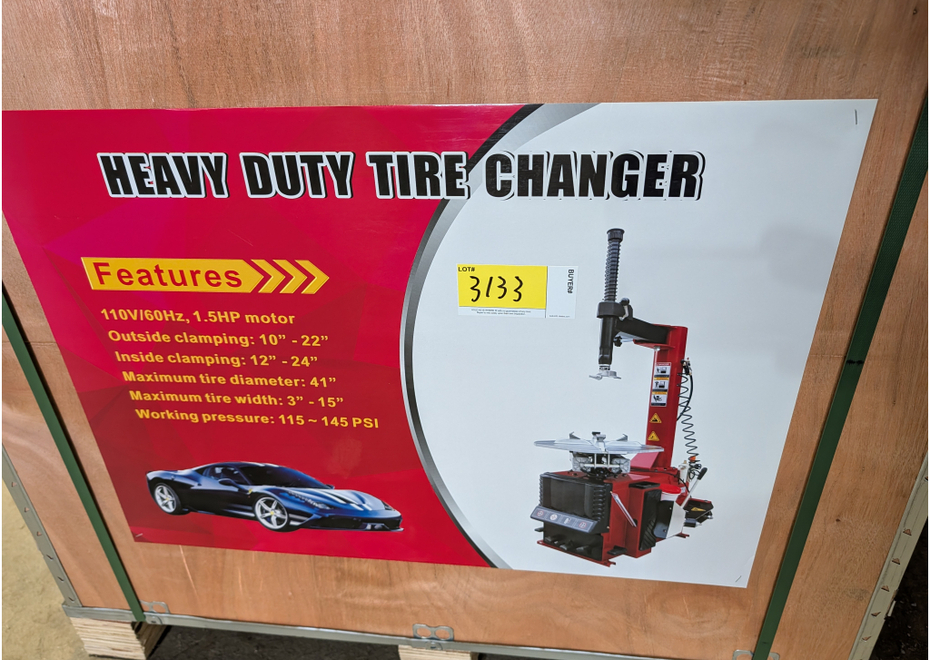 HEAVY DUTY TIRE CHANGER
Features
110V/60Hz, 1.5HP motor
Outside clamping: 10” - 22”
Inside clamping: 12” - 24”
Maximum tire diameter: 41”
Maximum tire width: 3” - 15”
Working pressure: 115 ~ 145 PSI
LOT#
3133
BUYER#